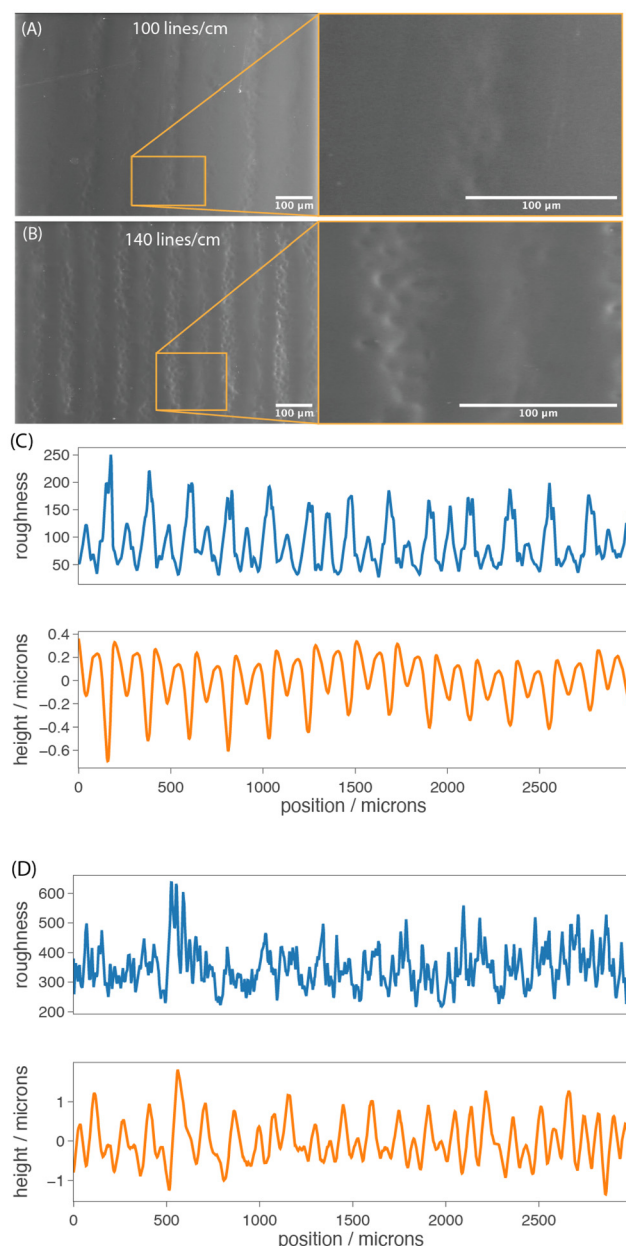 (A)
100 lines/cm
100 µm
100 µm
(B)
140 lines/cm
100 µm
100 µm
(C)
roughness
250
200
150
100
50
height / microns
0.4
0.2
0
−0.2
−0.4
−0.6
0 500 1000 1500 2000 2500
position / microns
(D)
roughness
600
500
400
300
200
height / microns
1
0
−1
0 500 1000 1500 2000 2500
position / microns